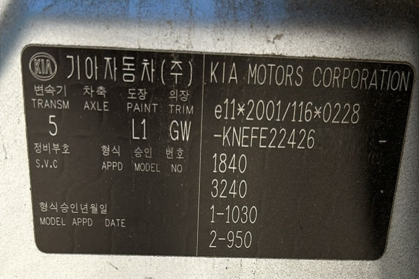 KIA 기아자동차(주)
변속기 차축 도장 의장
TRANSM AXLE PAINT TRIM
5 L1 GW
정비부호 형식 승인 번호
S.V.C APPD MODEL NO
형식승인년월일
MODEL APPD DATE
KIA MOTORS CORPORATION
e11*2001/116*0228
-KNEFE22426
1840
3240
1-1030
2-950